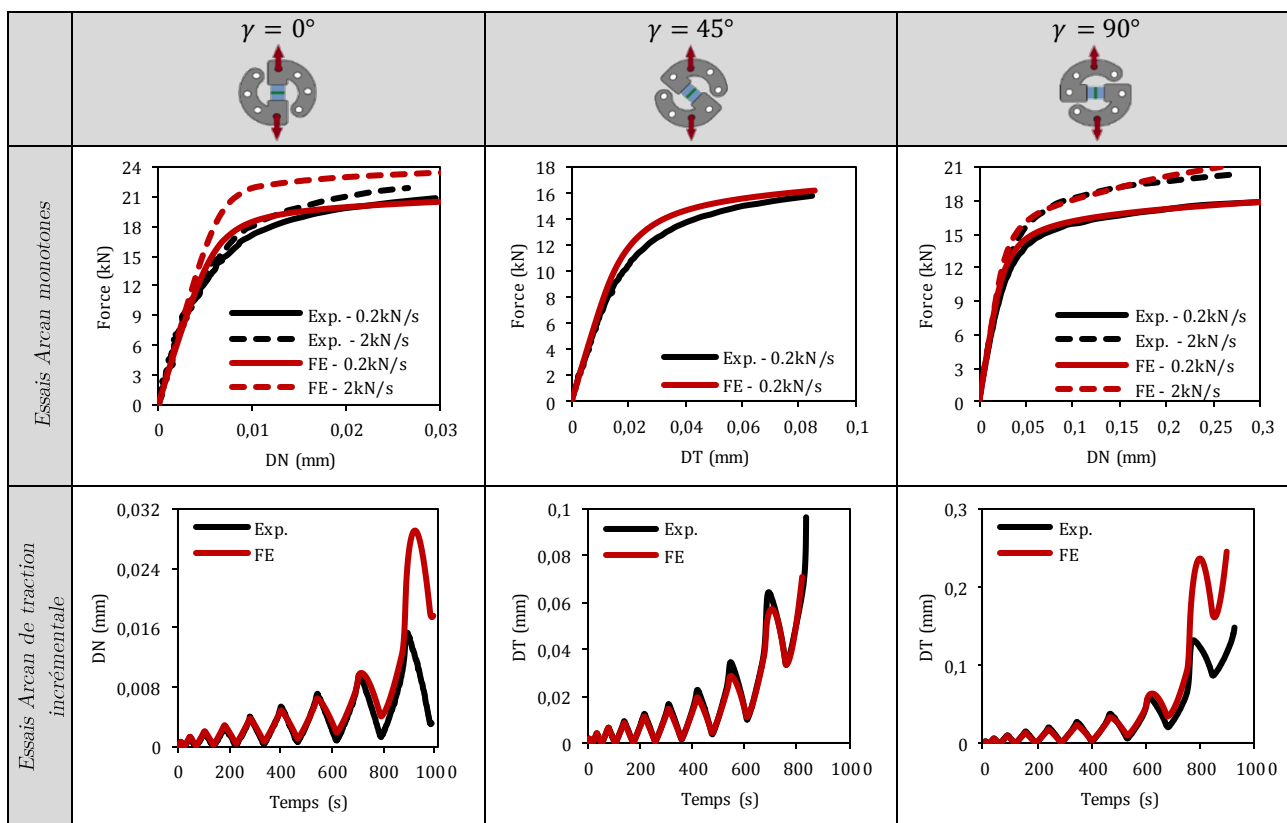 γ = 0°
γ = 45°
γ = 90°
Essais Arcan monotones
24
21
18
15
12
9
6
3
0
Force (kN)
Exp. - 0.2kN/s
Exp. - 2kN/s
FE - 0.2kN/s
FE - 2kN/s
0 0,01 0,02 0,03
DN (mm)
18
16
14
12
10
8
6
4
2
0
Force (kN)
Exp. - 0.2kN/s
FE - 0.2kN/s
0 0,02 0,04 0,06 0,08 0,1
DT (mm)
21
18
15
12
9
6
3
0
Force (kN)
Exp. - 0.2kN/s
Exp. - 2kN/s
FE - 0.2kN/s
FE - 2kN/s
0 0,05 0,1 0,15 0,2 0,25 0,3
DN (mm)
Essais Arcan de traction
incrémentale
0,032
0,024
0,016
0,008
0
DN (mm)
Exp.
FE
0 200 400 600 800 1000
Temps (s)
0,1
0,08
0,06
0,04
0,02
0
DT (mm)
Exp.
FE
0 200 400 600 800 1000
Temps (s)
0,3
0,2
0,1
0
DT (mm)
Exp.
FE
0 200 400 600 800 1000
Temps (s)